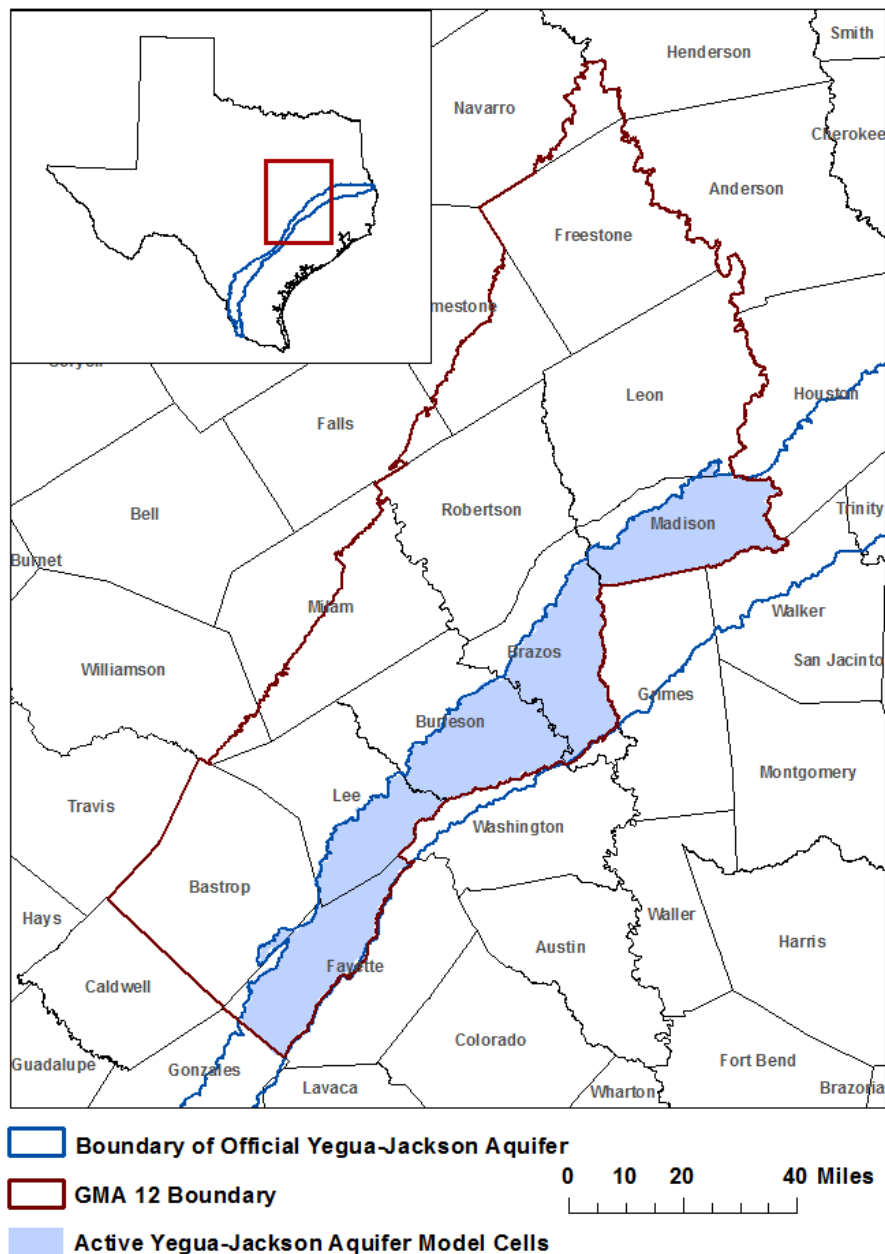 Smith
Henderson
Navarro
Cherokee
Anderson
Freestone
mestone
Houston
Leon
Falls
Bell
Robertson
Madison
Trinity
Burnet
Milam
Walker
Brazos
San Jacinto
Williamson
Grimes
Burleson
Montgomery
Travis
Lee
Washington
Bastrop
Hays
Waller
Harris
Austin
Fayette
Caldwell
Colorado
Guadalupe
Gonzales
Fort Bend
Lavaca
Wharton
Brazoria
Boundary of Official Yegua-Jackson Aquifer
GMA 12 Boundary
Active Yegua-Jackson Aquifer Model Cells
0 10 20 40 Miles